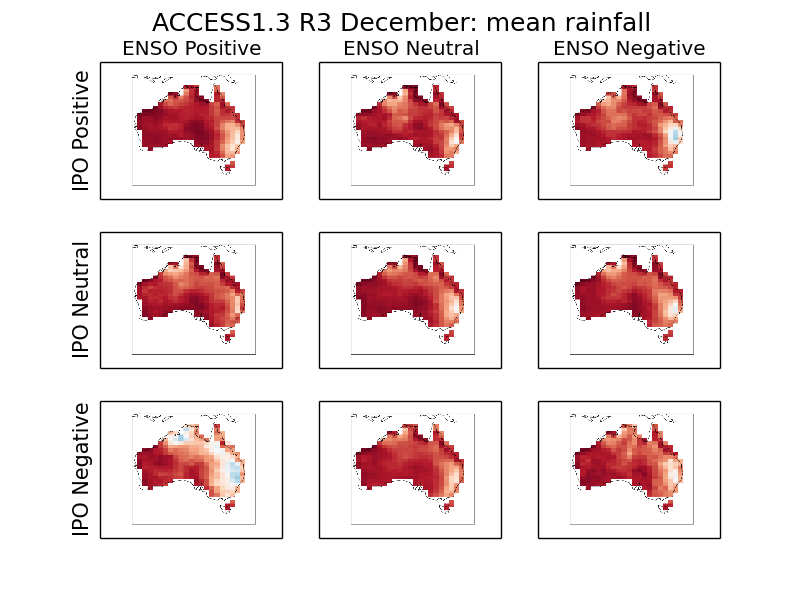 ACCESS1.3 R3 December: mean rainfall
ENSO Positive
ENSO Neutral
ENSO Negative
IPO Positive
IPO Neutral
IPO Negative